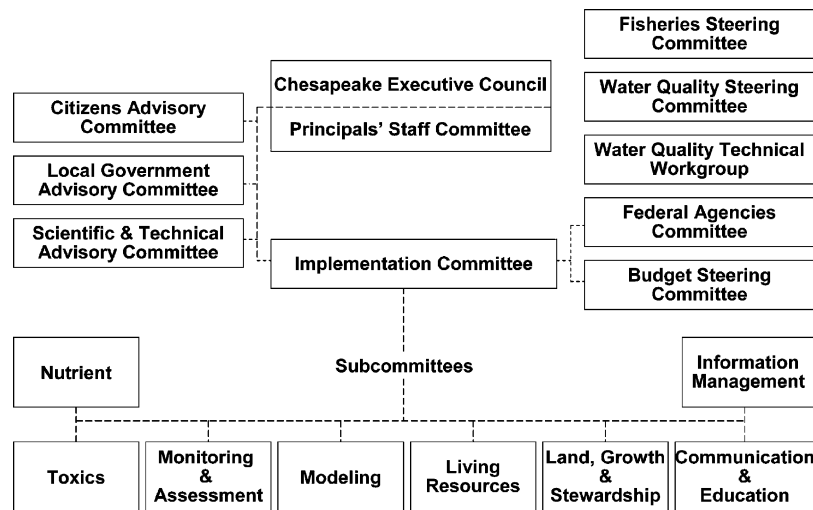 Fisheries Steering
Committee
Chesapeake Executive Council
Principals’ Staff Committee
Citizens Advisory
Committee
Water Quality Steering
Committee
Local Government
Advisory Committee
Water Quality Technical
Workgroup
Scientific & Technical
Advisory Committee
Implementation Committee
Federal Agencies
Committee
Budget Steering
Committee
Nutrient
Subcommittees
Information
Management
Toxics
Monitoring
&
Assessment
Modeling
Living
Resources
Land, Growth
&
Stewardship
Communication
&
Education